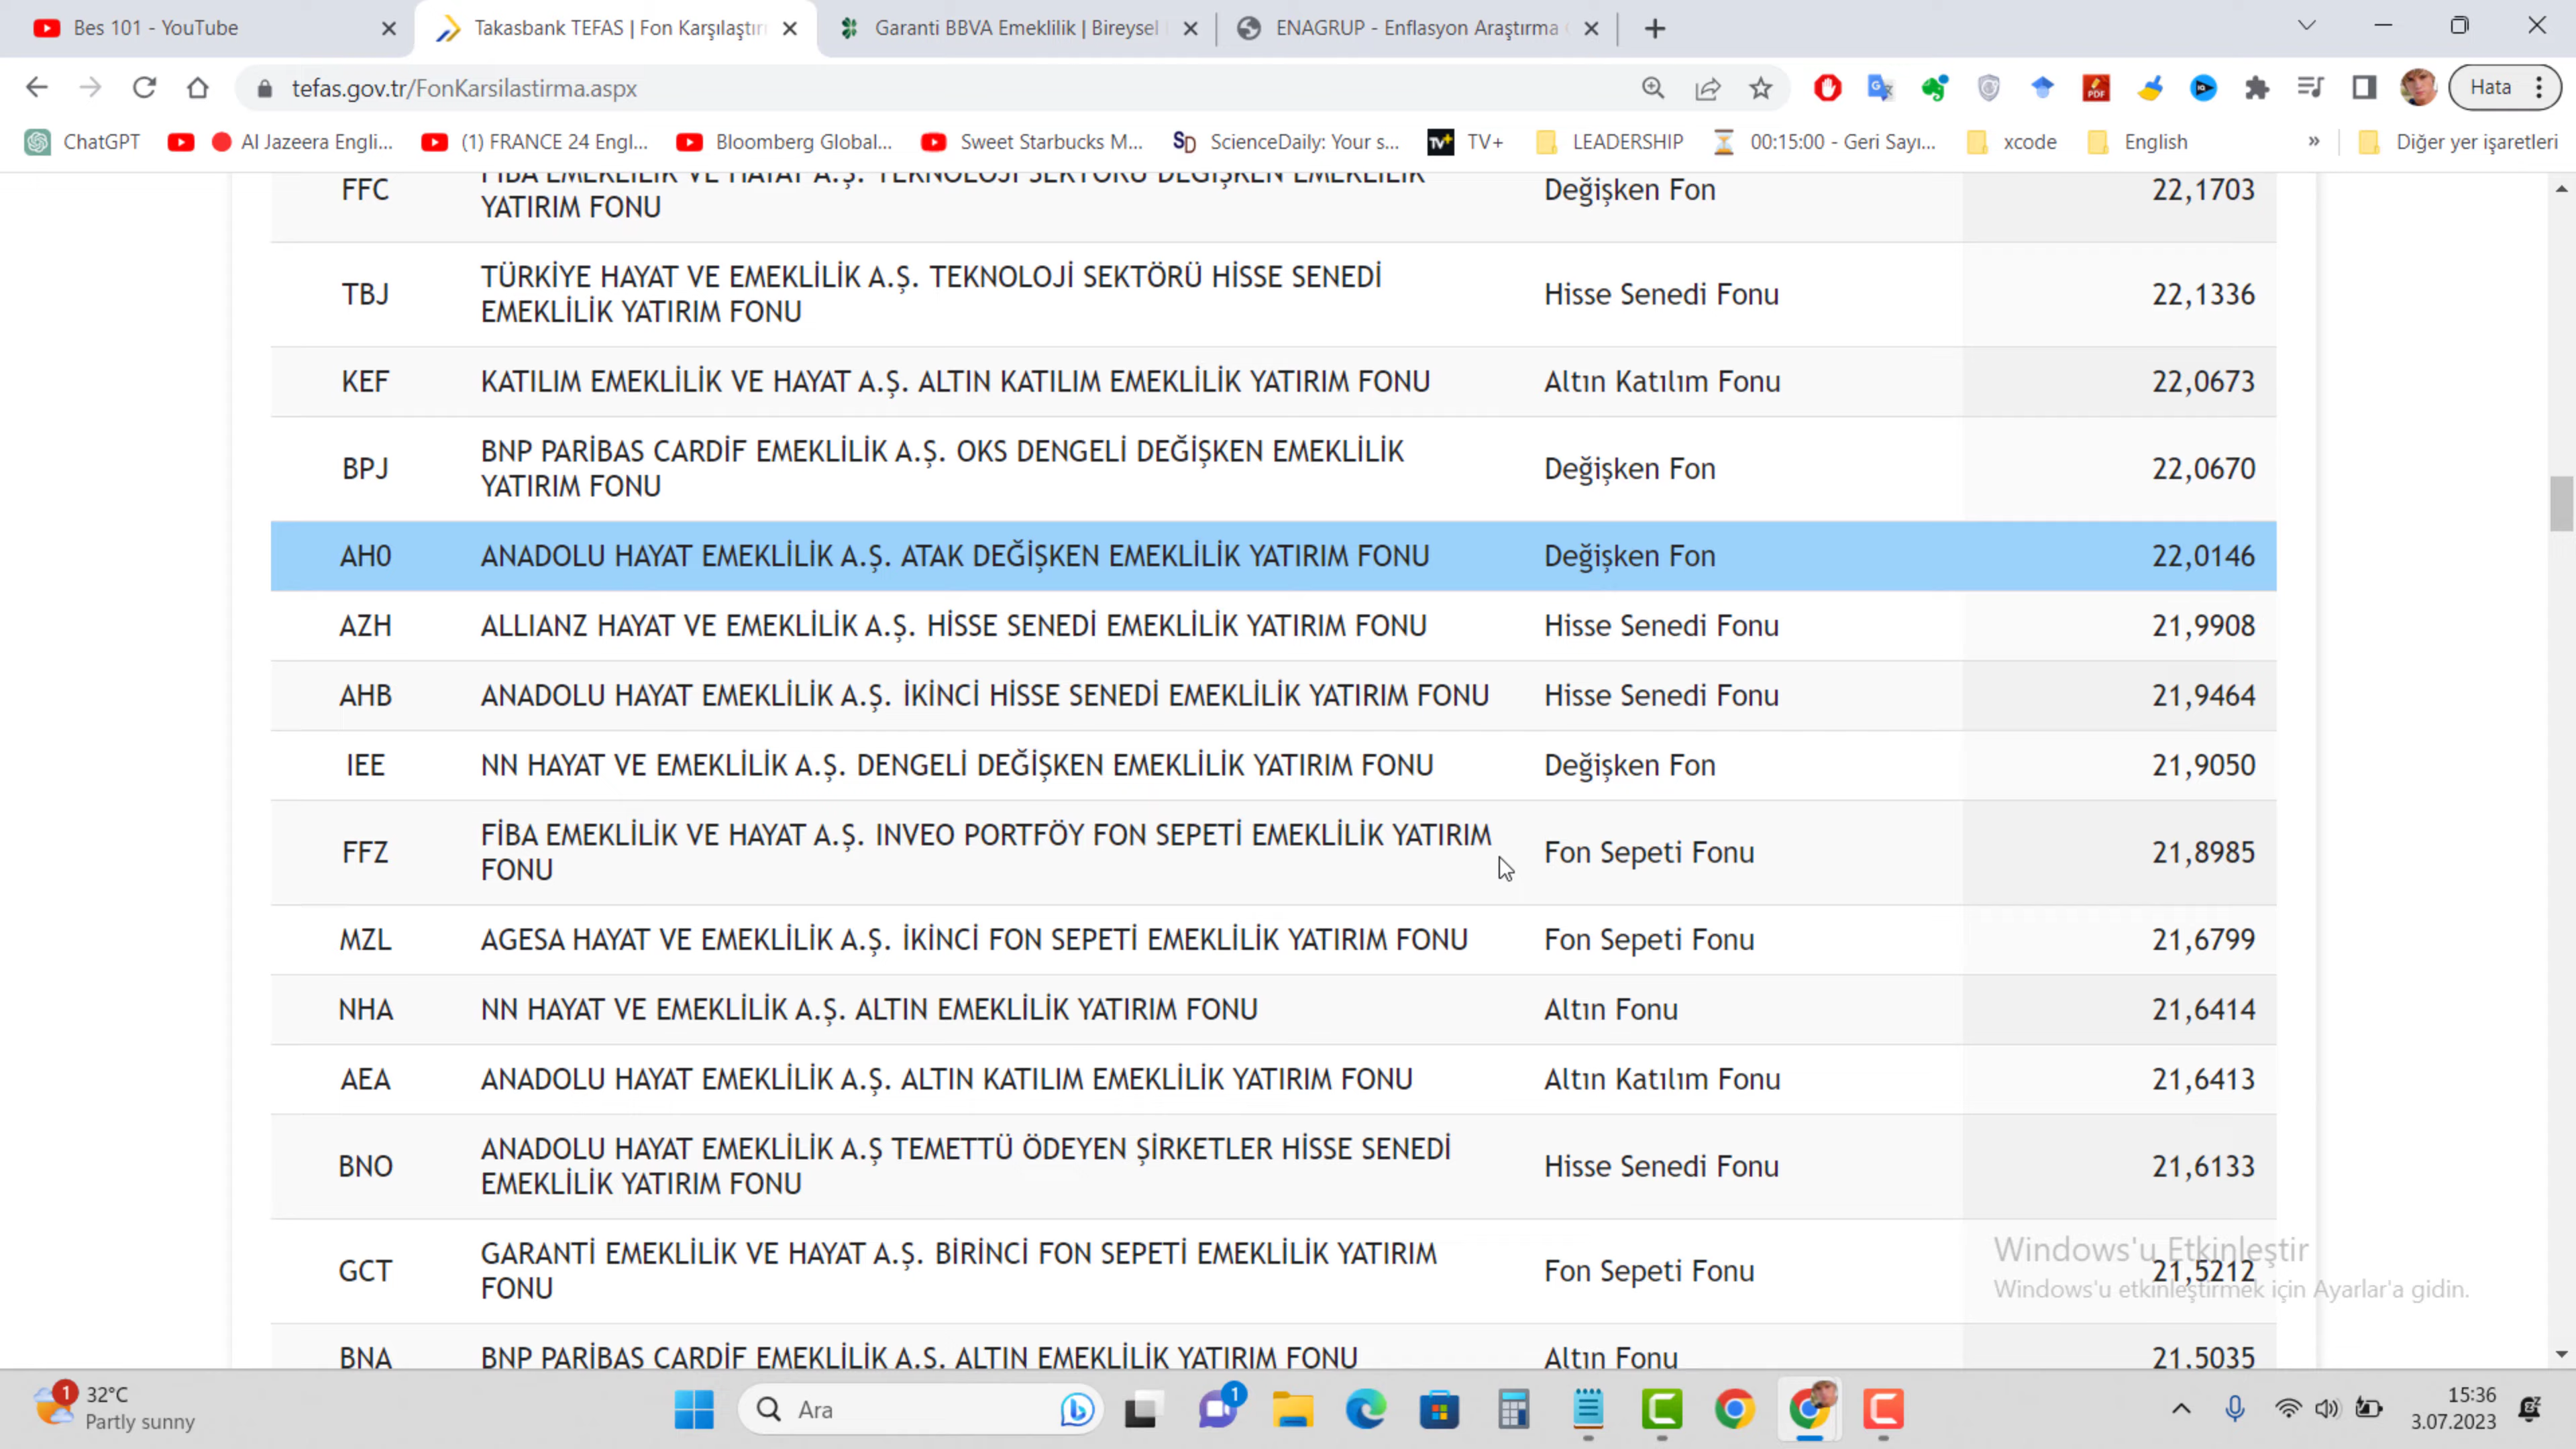 Bes 101 - YouTube
Takasbank TEFAS | Fon Karşılaştır
Garanti BBVA Emeklilik | Bireysel
ENAGRUP - Enflasyon Araştırma
tefas.gov.tr/FonKarsilastirma.aspx
Hata
ChatGPT
Al Jazeera Engli...
(1) FRANCE 24 Engl...
Bloomberg Global...
Sweet Starbucks M...
SD ScienceDaily: Your s...
TV+ TV+
LEADERSHIP
00:15:00 - Geri Sayı...
xcode
English
»
Diğer yer işaretleri
FFC FİBA EMEKLİLİK VE HAYAT A.Ş. TEKNOLOJİ SEKTÖRÜ DEĞİŞKEN EMEKLİLİK Değişken Fon 22,1703
YATIRIM FONU
TBJ TÜRKİYE HAYAT VE EMEKLİLİK A.Ş. TEKNOLOJİ SEKTÖRÜ HİSSE SENEDİ Hisse Senedi Fonu 22,1336
EMEKLİLİK YATIRIM FONU
KEF KATILIM EMEKLİLİK VE HAYAT A.Ş. ALTIN KATILIM EMEKLİLİK YATIRIM FONU Altın Katılım Fonu 22,0673
BPJ BNP PARİBAS CARDİF EMEKLİLİK A.Ş. OKS DENGELİ DEĞİŞKEN EMEKLİLİK Değişken Fon 22,0670
YATIRIM FONU
AH0 ANADOLU HAYAT EMEKLİLİK A.Ş. ATAK DEĞİŞKEN EMEKLİLİK YATIRIM FONU Değişken Fon 22,0146
AZH ALLIANZ HAYAT VE EMEKLİLİK A.Ş. HİSSE SENEDİ EMEKLİLİK YATIRIM FONU Hisse Senedi Fonu 21,9908
AHB ANADOLU HAYAT EMEKLİLİK A.Ş. İKİNCİ HİSSE SENEDİ EMEKLİLİK YATIRIM FONU Hisse Senedi Fonu 21,9464
IEE NN HAYAT VE EMEKLİLİK A.Ş. DENGELİ DEĞİŞKEN EMEKLİLİK YATIRIM FONU Değişken Fon 21,9050
FFZ FİBA EMEKLİLİK VE HAYAT A.Ş. INVEO PORTFÖY FON SEPETİ EMEKLİLİK YATIRIM Fon Sepeti Fonu 21,8985
FONU
MZL AGESA HAYAT VE EMEKLİLİK A.Ş. İKİNCİ FON SEPETİ EMEKLİLİK YATIRIM FONU Fon Sepeti Fonu 21,6799
NHA NN HAYAT VE EMEKLİLİK A.Ş. ALTIN EMEKLİLİK YATIRIM FONU Altın Fonu 21,6414
AEA ANADOLU HAYAT EMEKLİLİK A.Ş. ALTIN KATILIM EMEKLİLİK YATIRIM FONU Altın Katılım Fonu 21,6413
BNO ANADOLU HAYAT EMEKLİLİK A.Ş TEMETTÜ ÖDEYEN ŞİRKETLER HİSSE SENEDİ Hisse Senedi Fonu 21,6133
EMEKLİLİK YATIRIM FONU
GCT GARANTİ EMEKLİLİK VE HAYAT A.Ş. BİRİNCİ FON SEPETİ EMEKLİLİK YATIRIM Fon Sepeti Fonu 21,5212
FONU
BNA BNP PARİBAS CARDİF EMEKLİLİK A.Ş. ALTIN EMEKLİLİK YATIRIM FONU Altın Fonu 21,5035
Windows'u Etkinleştir
Windows'u etkinleştirmek için Ayarlar'a gidin.
1
32°C
Partly sunny
Ara
1
15:36
3.07.2023